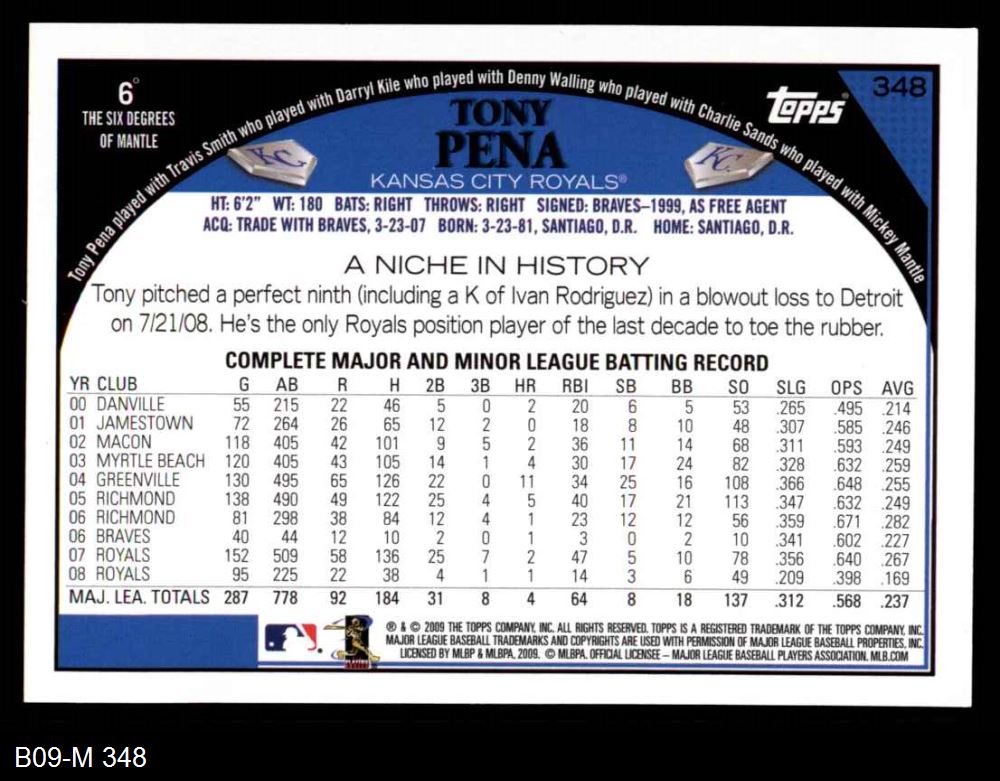 6°
THE SIX DEGREES
OF MANTLE
Tony Pena played with Travis Smith who played with Darryl Kile who played with Denny Walling who played with Charlie Sands who played with Mickey Mantle
Topps
348
TONY
PENA
KC
KC
KANSAS CITY ROYALS®
HT: 6'2" WT: 180 BATS: RIGHT THROWS: RIGHT SIGNED: BRAVES–1999, AS FREE AGENT
ACQ: TRADE WITH BRAVES, 3-23-07 BORN: 3-23-81, SANTIAGO, D.R. HOME: SANTIAGO, D.R.
A NICHE IN HISTORY
Tony pitched a perfect ninth (including a K of Ivan Rodriguez) in a blowout loss to Detroit
on 7/21/08. He's the only Royals position player of the last decade to toe the rubber.
COMPLETE MAJOR AND MINOR LEAGUE BATTING RECORD
YR CLUB G AB R H 2B 3B HR RBI SB BB SO SLG OPS AVG
00 DANVILLE 55 215 22 46 5 0 2 20 6 5 53 .265 .495 .214
01 JAMESTOWN 72 264 26 65 12 2 0 18 8 10 48 .307 .585 .246
02 MACON 118 405 42 101 9 5 2 36 11 14 68 .311 .593 .249
03 MYRTLE BEACH 120 405 43 105 14 1 4 30 17 24 82 .328 .632 .259
04 GREENVILLE 130 495 65 126 22 0 11 34 25 16 108 .366 .648 .255
05 RICHMOND 138 490 49 122 25 4 5 40 17 21 113 .347 .632 .249
06 RICHMOND 81 298 38 84 12 4 1 23 12 12 56 .359 .671 .282
06 BRAVES 40 44 12 10 2 0 1 3 0 2 10 .341 .602 .227
07 ROYALS 152 509 58 136 25 7 2 47 5 10 78 .356 .640 .267
08 ROYALS 95 225 22 38 4 1 1 14 3 6 49 .209 .398 .169
MAJ. LEA. TOTALS 287 778 92 184 31 8 4 64 8 18 137 .312 .568 .237
® & © 2009 THE TOPPS COMPANY, INC. ALL RIGHTS RESERVED. TOPPS IS A REGISTERED TRADEMARK OF THE TOPPS COMPANY, INC.
MAJOR LEAGUE BASEBALL TRADEMARKS AND COPYRIGHTS ARE USED WITH PERMISSION OF MAJOR LEAGUE BASEBALL PROPERTIES, INC.
LICENSED BY MLBP & MLBPA, 2009. © MLBPA. OFFICIAL LICENSEE – MAJOR LEAGUE BASEBALL PLAYERS ASSOCIATION. MLB.COM
B09-M 348